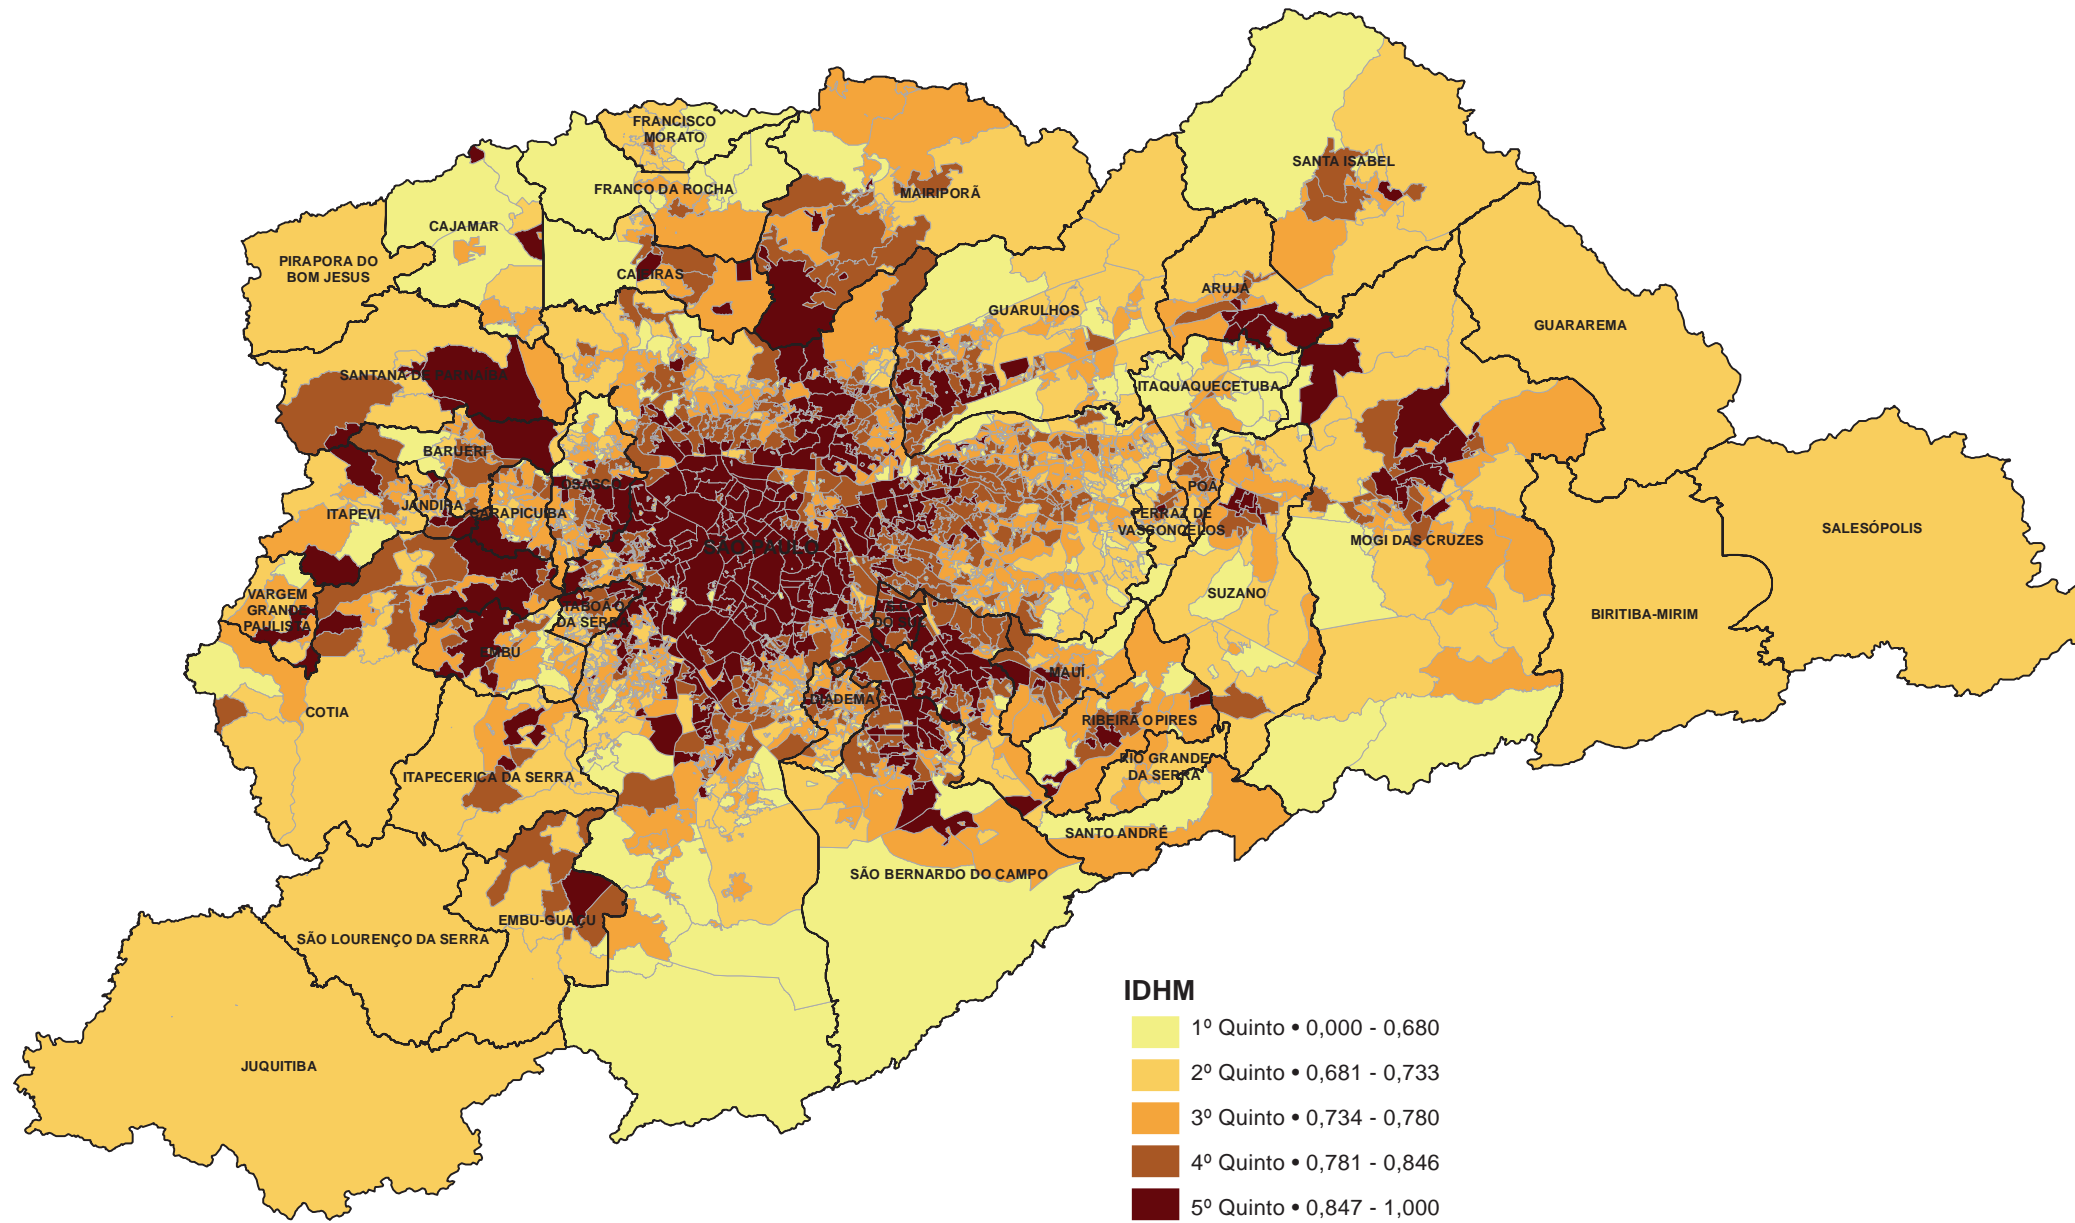 FRANCISCO
MORATO
FRANCO DA ROCHA
MAIRIPORÃ
SANTA ISABEL
CAJAMAR
PIRAPORA DO
BOM JESUS
CAIEIRAS
ARUJÁ
GUARULHOS
GUARAREMA
SANTANA DE PARNAÍBA
ITAQUAQUECETUBA
BARUERI
OSASCO
POÁ
JANDIRA
CARAPICUIBA
ITAPEVI
FERRAZ DE
VASCONCELOS
SALESÓPOLIS
SÃO PAULO
MOGI DAS CRUZES
VARGEM
GRANDE
PAULISTA
TABOÃO
DA SERRA
SUZANO
BIRITIBA-MIRIM
EMBÚ
MAUÁ
DIADEMA
COTIA
RIBEIRA O PIRES
RIO GRANDE
DA SERRA
ITAPECERICA DA SERRA
SANTO ANDRÉ
SÃO BERNARDO DO CAMPO
EMBU-GUAÇU
SÃO LOURENÇO DA SERRA
JUQUITIBA
IDHM
1º Quinto • 0,000 - 0,680
2º Quinto • 0,681 - 0,733
3º Quinto • 0,734 - 0,780
4º Quinto • 0,781 - 0,846
5º Quinto • 0,847 - 1,000